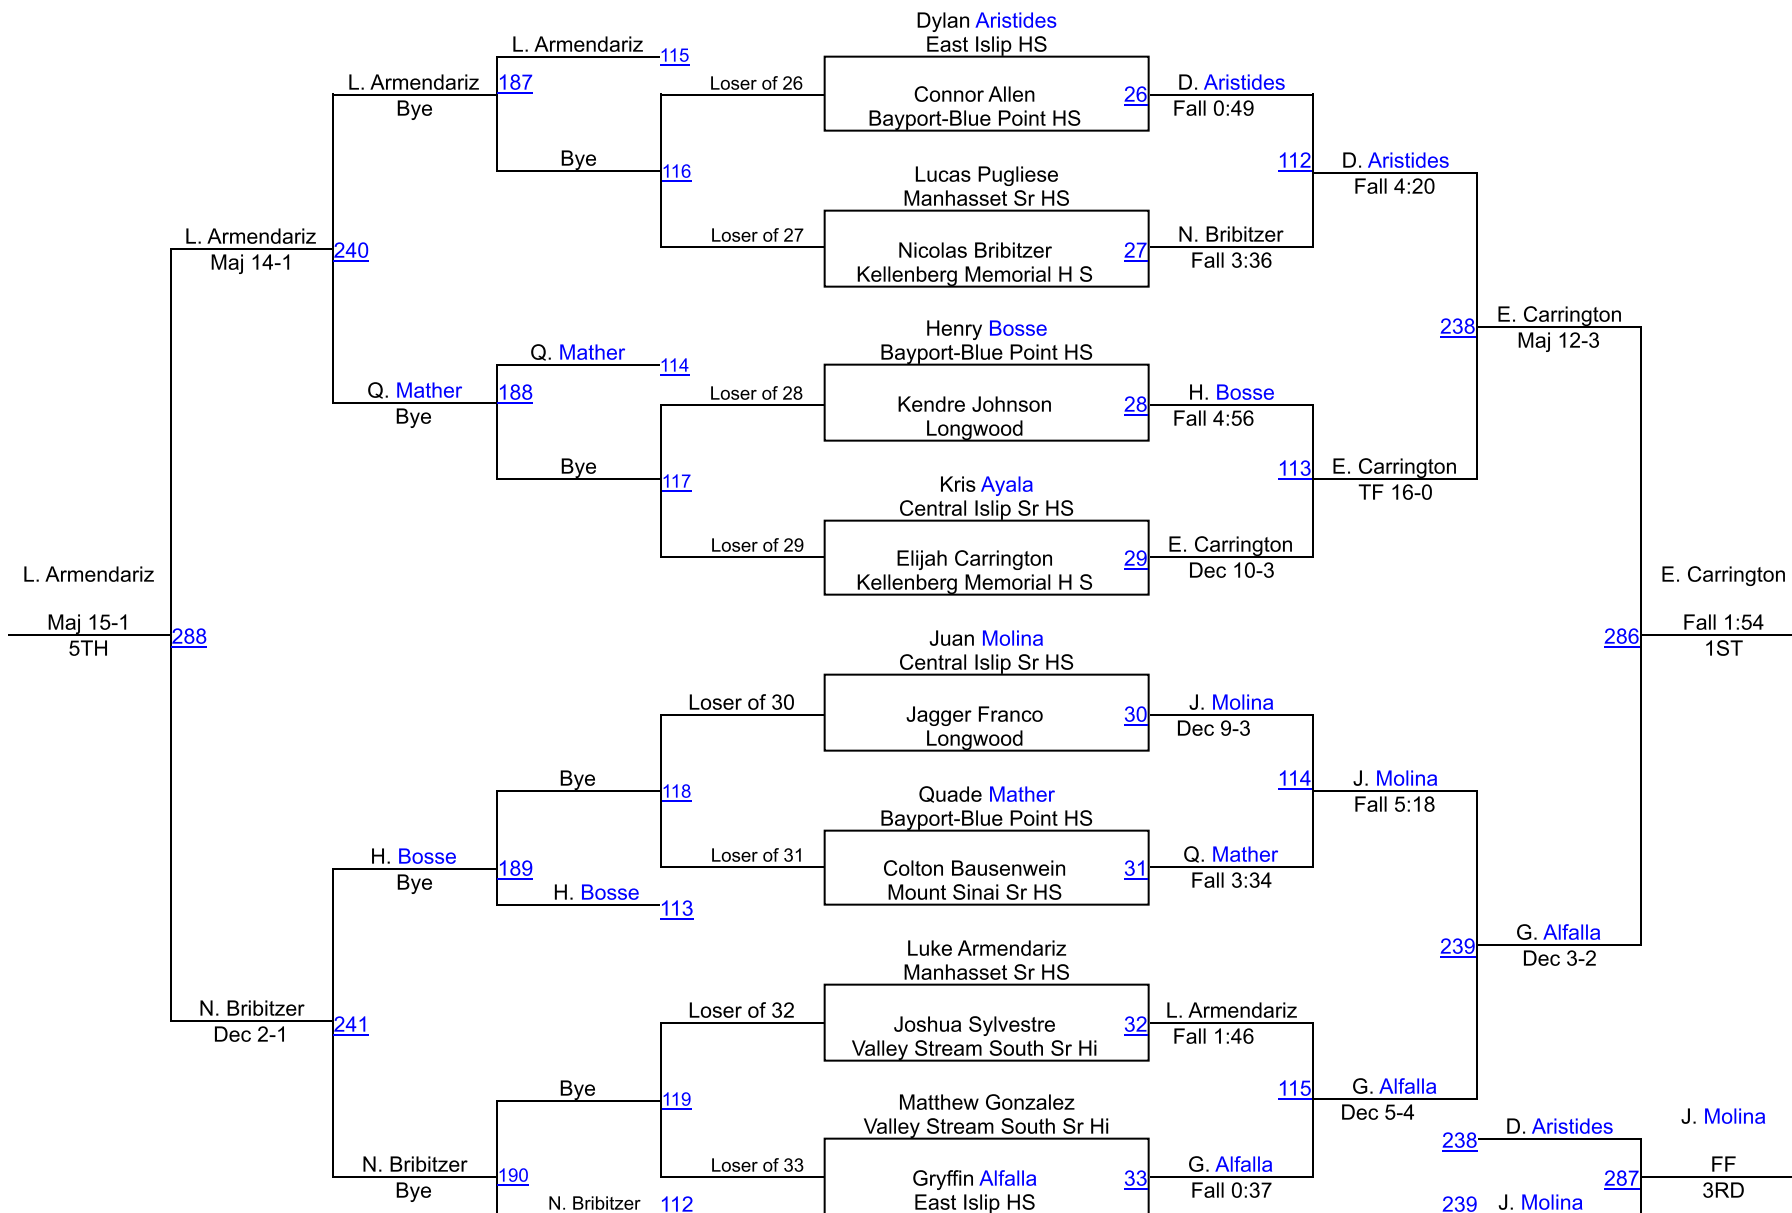 Dylan Aristides
East Islip HS
L. Armendariz
115
L. Armendariz
187
Bye
Loser of 26
Connor Allen
26
Bayport-Blue Point HS
D. Aristides
Fall 0:49
Bye
116
112
D. Aristides
Fall 4:20
Lucas Pugliese
Manhasset Sr HS
L. Armendariz
Maj 14-1
240
Loser of 27
Nicolas Bribitzer
27
Kellenberg Memorial H S
N. Bribitzer
Fall 3:36
Henry Bosse
Bayport-Blue Point HS
238
E. Carrington
Maj 12-3
Q. Mather
114
Q. Mather
188
Bye
Loser of 28
Kendre Johnson
28
Longwood
H. Bosse
Fall 4:56
Bye
117
113
E. Carrington
TF 16-0
Kris Ayala
Central Islip Sr HS
Loser of 29
Elijah Carrington
29
Kellenberg Memorial H S
E. Carrington
Dec 10-3
L. Armendariz
Maj 15-1
5TH
288
E. Carrington
Fall 1:54
1ST
286
Juan Molina
Central Islip Sr HS
Loser of 30
Jagger Franco
30
Longwood
J. Molina
Dec 9-3
Bye
118
114
J. Molina
Fall 5:18
Quade Mather
Bayport-Blue Point HS
H. Bosse
189
Bye
Loser of 31
Colton Bausenwein
31
Mount Sinai Sr HS
Q. Mather
Fall 3:34
H. Bosse
113
Luke Armendariz
Manhasset Sr HS
239
G. Alfalla
Dec 3-2
N. Bribitzer
Dec 2-1
241
Loser of 32
Joshua Sylvestre
32
Valley Stream South Sr Hi
L. Armendariz
Fall 1:46
Bye
119
115
G. Alfalla
Dec 5-4
Matthew Gonzalez
Valley Stream South Sr Hi
238
D. Aristides
J. Molina
N. Bribitzer
190
Bye
Loser of 33
Gryffin Alfalla
33
East Islip HS
G. Alfalla
Fall 0:37
287
FF
3RD
N. Bribitzer
112
239
J. Molina